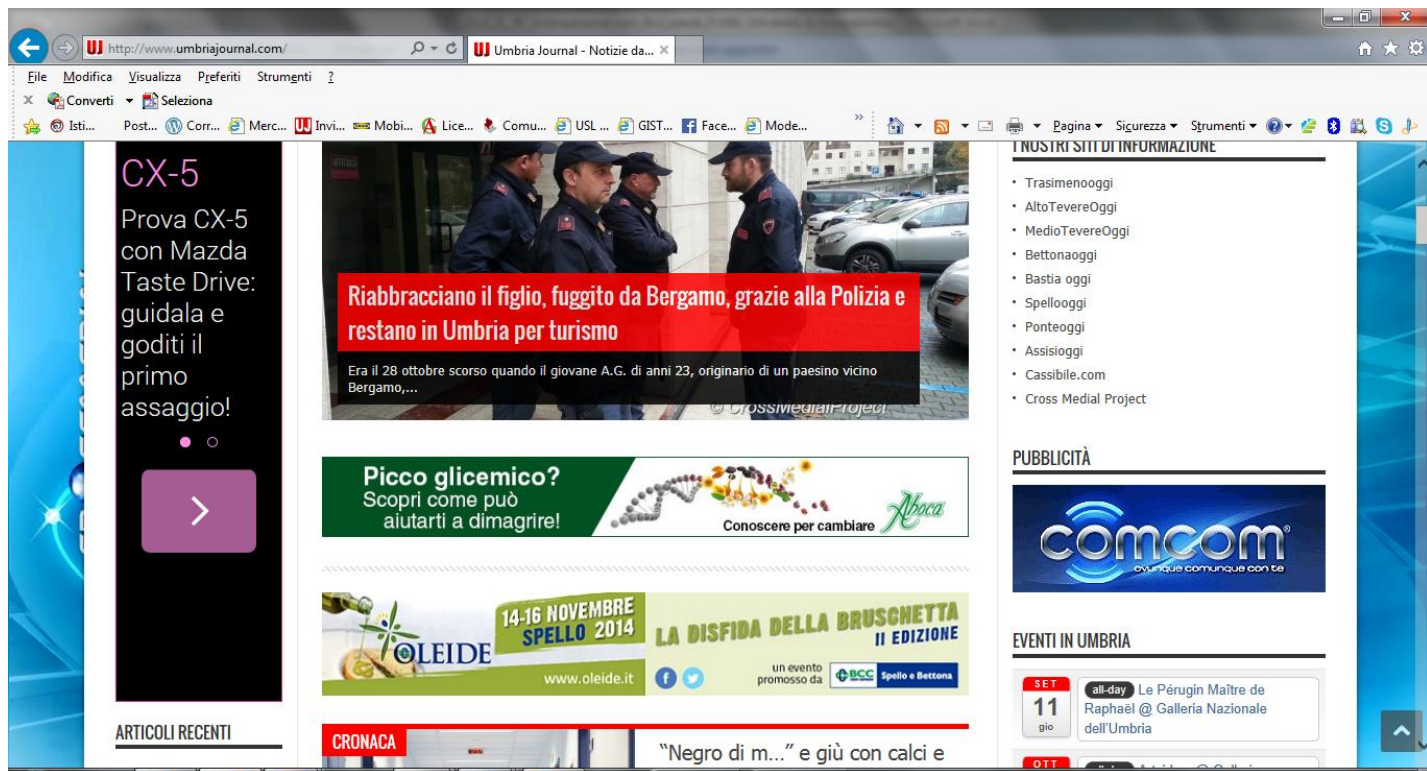 http://www.umbriajournal.com/
Umbria Journal - Notizie da...
File Modifica Visualizza Preferiti Strumenti ?
Converti Seleziona
Isti... Post... Corr... Merc... Invi... Mobi... Lice... Comu... USL ... GIST... Face... Mode... » Pagina Sicurezza Strumenti
CX-5
Prova CX-5
con Mazda
Taste Drive:
guidala e
goditi il
primo
assaggio!
ARTICOLI RECENTI
Riabbracciano il figlio, fuggito da Bergamo, grazie alla Polizia e
restano in Umbria per turismo
Era il 28 ottobre scorso quando il giovane A.G. di anni 23, originario di un paesino vicino
Bergamo,...
© CrossMedialProject
Picco glicemico?
Scopri come può
aiutarti a dimagrire!
Conoscere per cambiare
Aboca
OLEIDE
14-16 NOVEMBRE
SPELLO 2014
www.oleide.it
LA DISFIDA DELLA BRUSCHETTA
II EDIZIONE
un evento
promosso da
BCC Spello e Bettona
CRONACA
“Negro di m...” e giù con calci e
I NOSTRI SITI DI INFORMAZIONE
Trasimenooggi
AltoTevereOggi
MedioTevereOggi
Bettonaoggi
Bastia oggi
Spellooggi
Ponteoggi
Assisioggi
Cassibile.com
Cross Medial Project
PUBBLICITÀ
comcom®
ovunque comunque con te
EVENTI IN UMBRIA
SET
11
gio
all-day Le Pérugin Maître de
Raphaël @ Galleria Nazionale
dell'Umbria
OTT